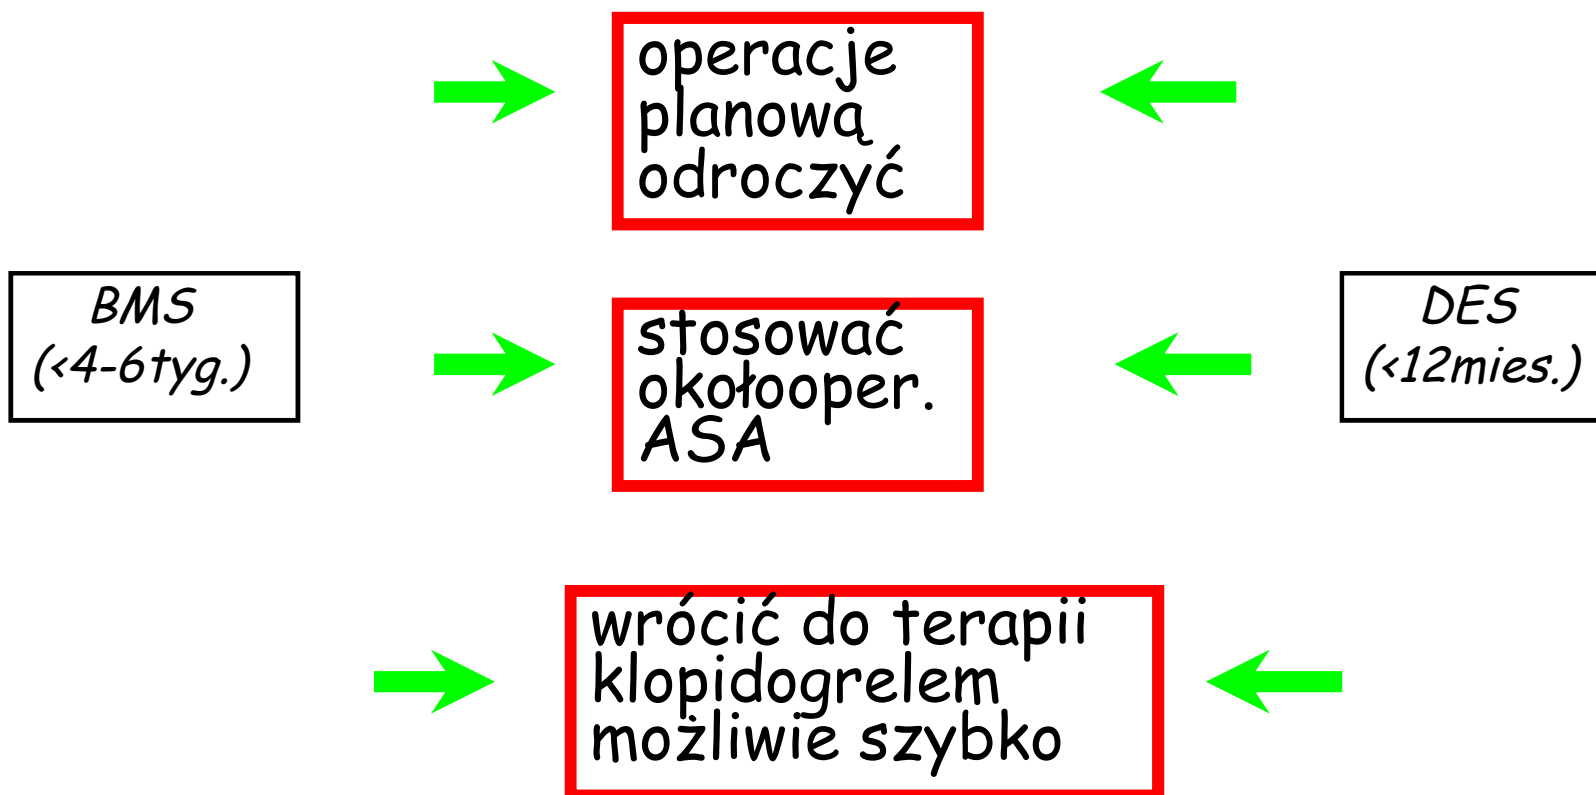 operacje
planową
odroczyć
BMS
(<4-6tyg.)
stosować
okołooper.
ASA
DES
(<12mies.)
wrócić do terapii
klopidogrelem
możliwie szybko